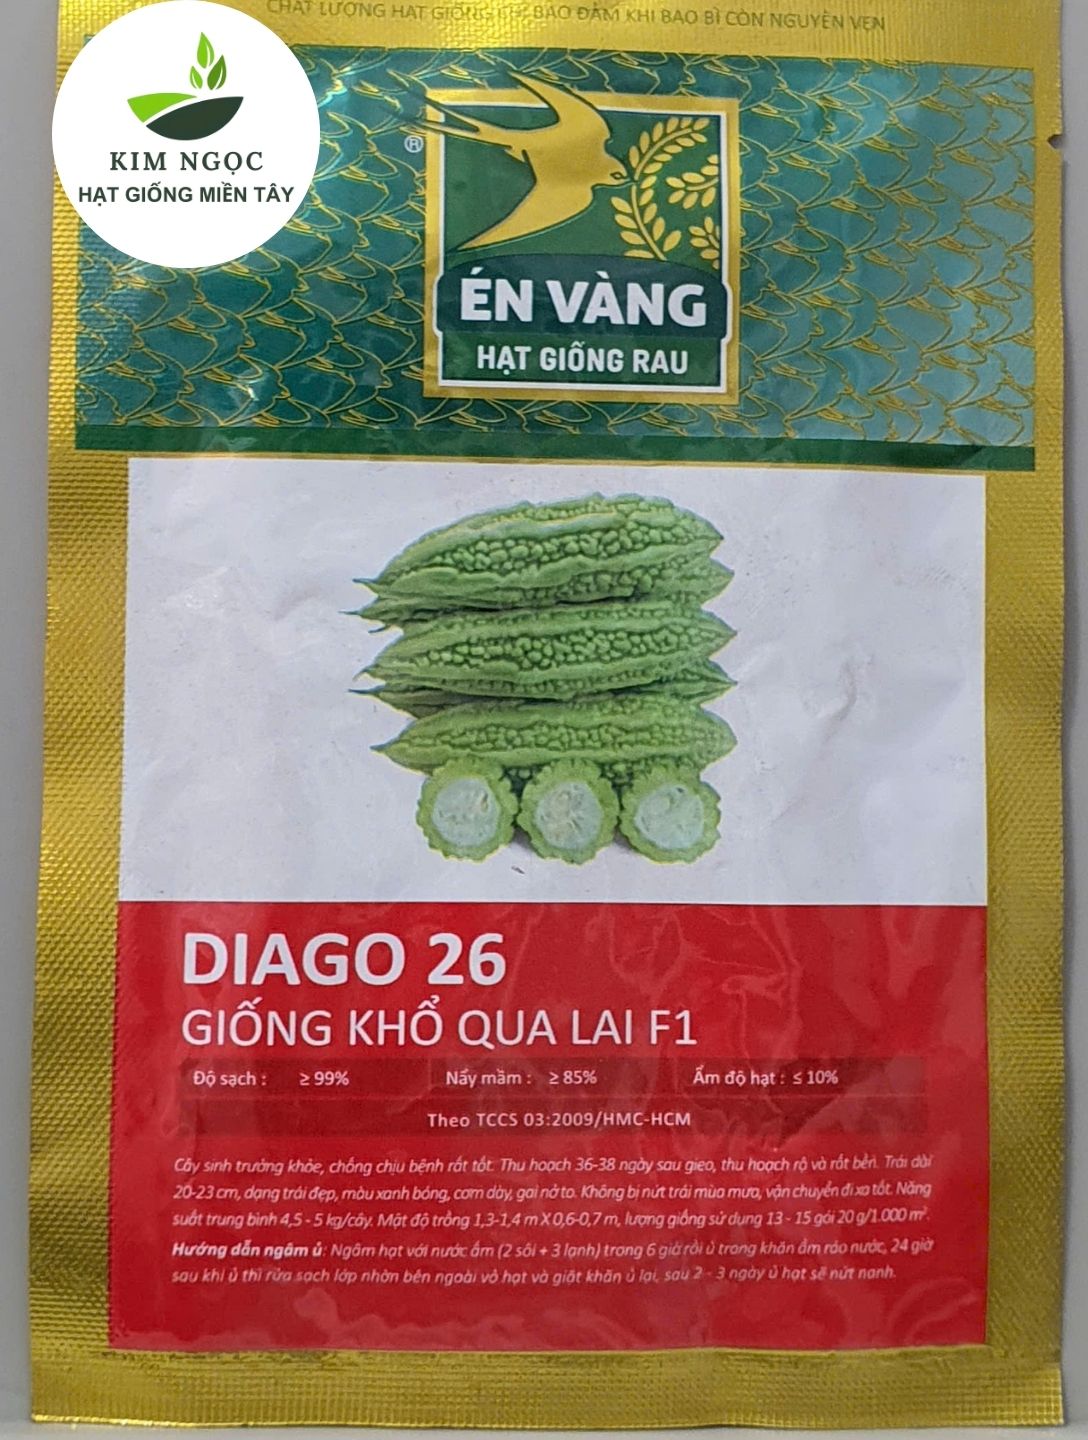 CHẤT LƯỢNG HẠT GIỐNG CHỈ BẢO ĐẢM KHI BAO BÌ CÒN NGUYÊN VẸN
KIM NGỌC
HẠT GIỐNG MIỀN TÂY
®
ÉN VÀNG
HẠT GIỐNG RAU
DIAGO 26
GIỐNG KHỔ QUA LAI F1
Độ sạch : ≥ 99% Nẩy mầm : ≥ 85% Ẩm độ hạt : ≤ 10%
Theo TCCS 03:2009/HMC-HCM
Cây sinh trưởng khỏe, chống chịu bệnh rất tốt. Thu hoạch 36-38 ngày sau gieo, thu hoạch rộ và rất bền. Trái dài
20-23 cm, dạng trái đẹp, màu xanh bóng, cơm dày, gai nở to. Không bị nứt trái mùa mưa, vận chuyển đi xa tốt. Năng
suất trung bình 4,5 - 5 kg/cây. Mật độ trồng 1,3-1,4 m X 0,6-0,7 m, lượng giống sử dụng 13 - 15 gói 20 g/1.000 m².
Hướng dẫn ngâm ủ: Ngâm hạt với nước ấm (2 sôi + 3 lạnh) trong 6 giờ rồi ủ trong khăn ẩm ráo nước, 24 giờ
sau khi ủ thì rửa sạch lớp nhờn bên ngoài vỏ hạt và giặt khăn ủ lại, sau 2 - 3 ngày ủ hạt sẽ nứt nanh.